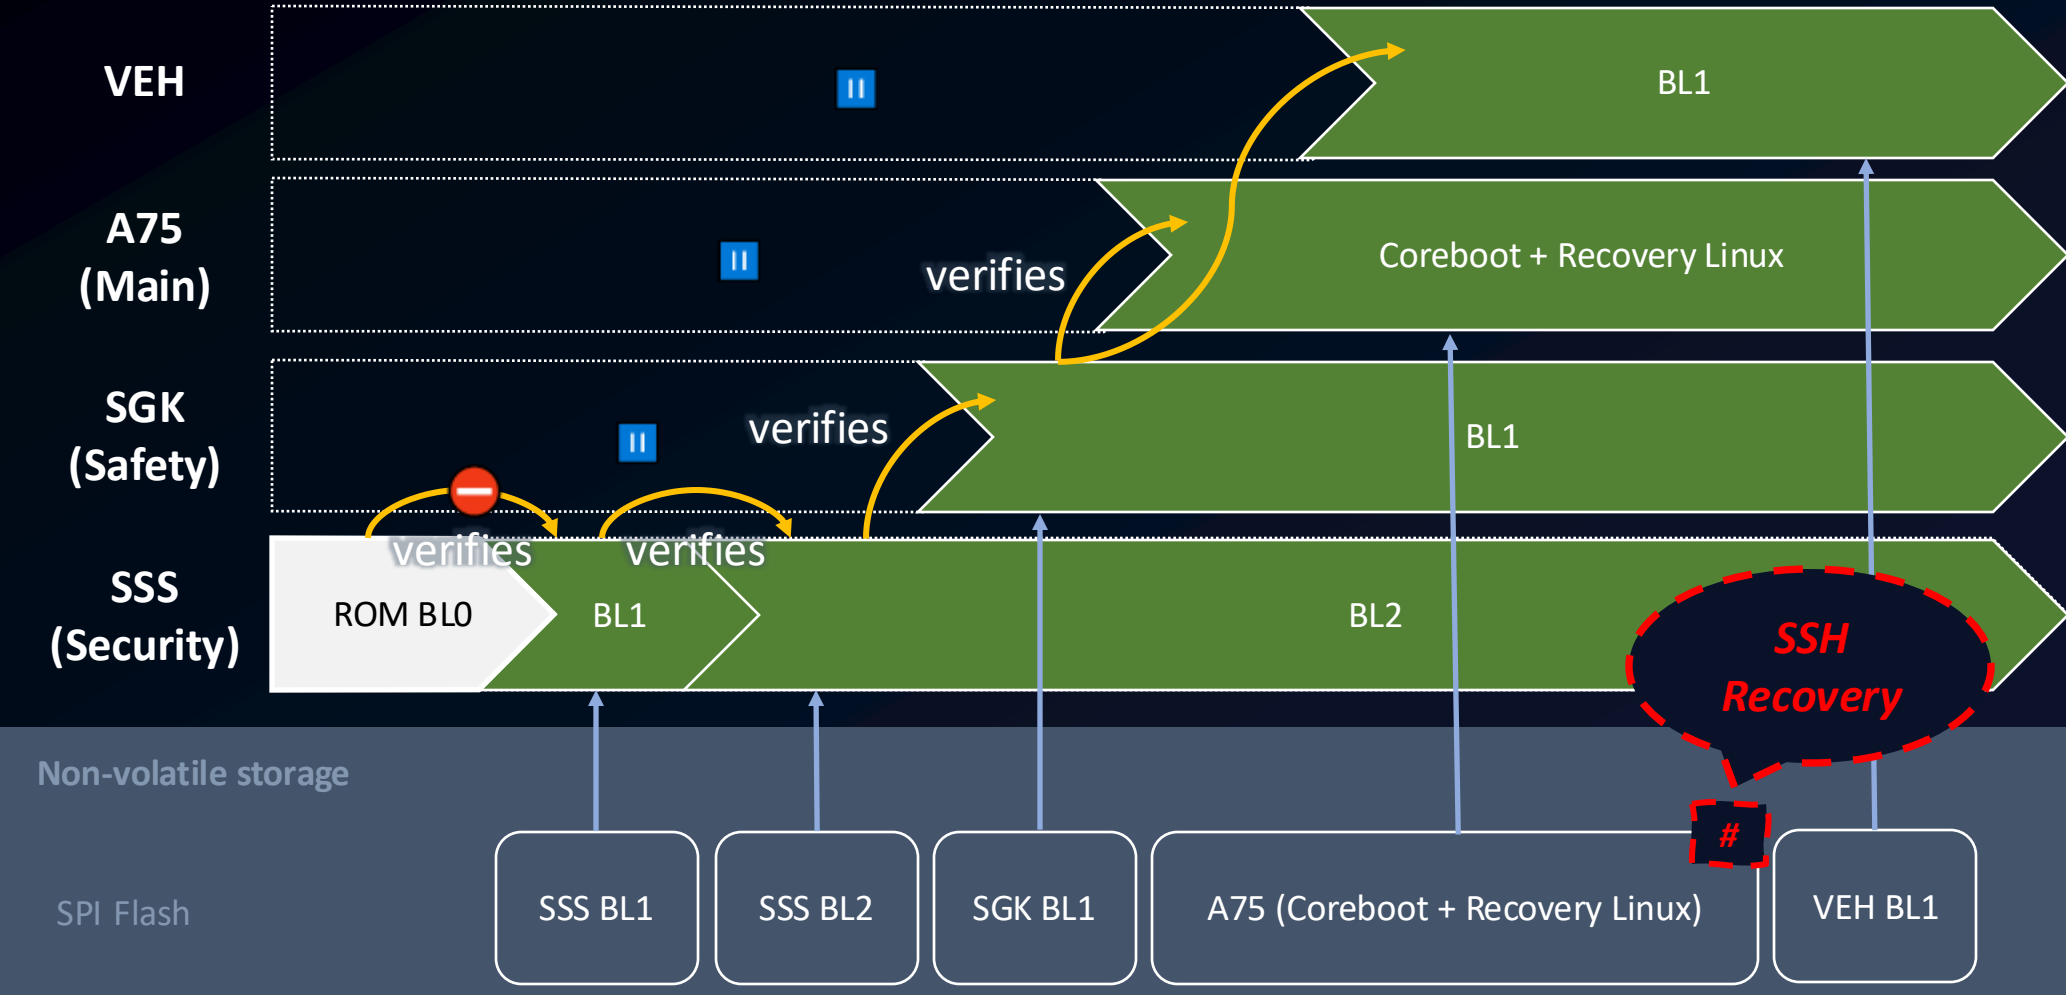 VEH
BL1
A75
(Main)
verifies
Coreboot + Recovery Linux
SGK
(Safety)
verifies
BL1
verifies
verifies
SSS
(Security)
ROM BL0
BL1
BL2
SSH
Recovery
Non-volatile storage
#
SPI Flash
SSS BL1
SSS BL2
SGK BL1
A75 (Coreboot + Recovery Linux)
VEH BL1